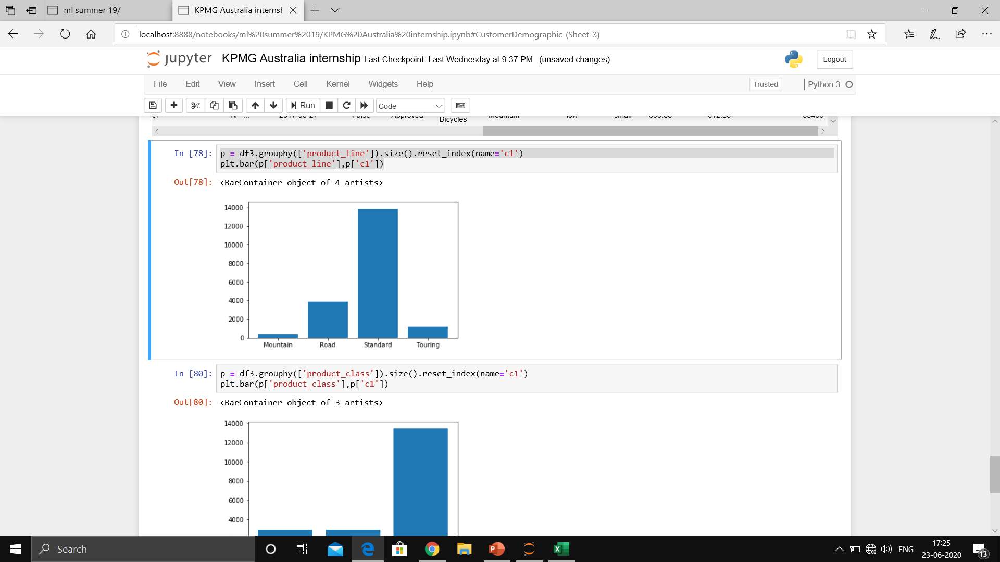 ml summer 19/
KPMG Australia internsh
localhost:8888/notebooks/ml%20summer%2019/KPMG%20Australia%20internship.ipynb#CustomerDemographic-(Sheet-3)
jupyter KPMG Australia internship Last Checkpoint: Last Wednesday at 9:37 PM (unsaved changes)
Logout
File Edit View Insert Cell Kernel Widgets Help
Trusted
Python 3
Run
Code
Bicycles
In [78]:
p = df3.groupby(['product_line']).size().reset_index(name='c1')
plt.bar(p['product_line'],p['c1'])
Out[78]: <BarContainer object of 4 artists>
14000
12000
10000
8000
6000
4000
2000
0
Mountain Road Standard Touring
In [80]:
p = df3.groupby(['product_class']).size().reset_index(name='c1')
plt.bar(p['product_class'],p['c1'])
Out[80]: <BarContainer object of 3 artists>
14000
12000
10000
8000
6000
4000
Search
ENG
17:25
23-06-2020
13